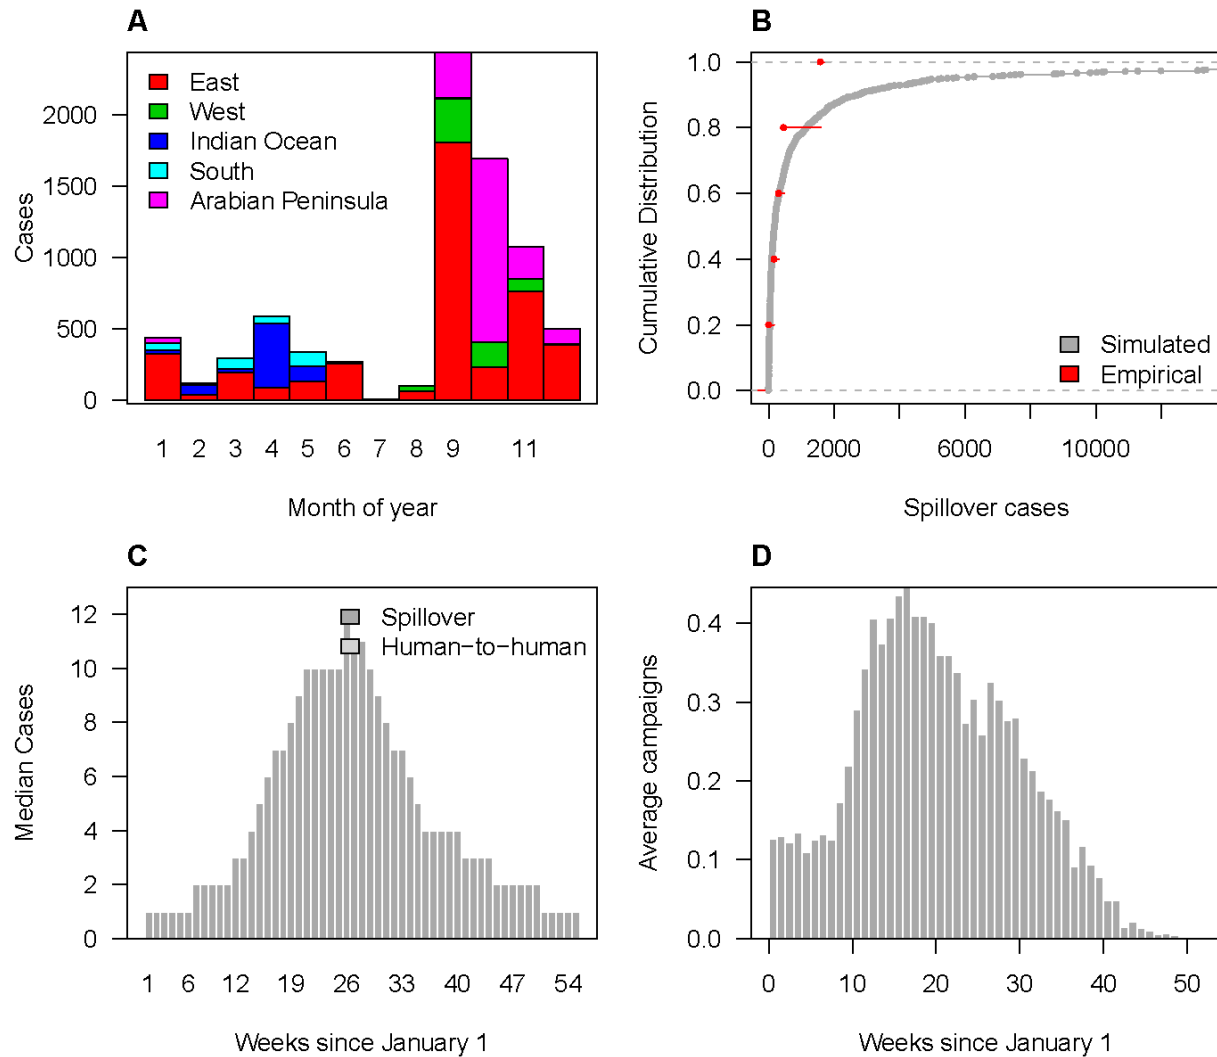 A
East
West
Indian Ocean
South
Arabian Peninsula
Cases
0
500
1000
1500
2000
1 2 3 4 5 6 7 8 9 11
Month of year
B
Cumulative Distribution
1.0
0.8
0.6
0.4
0.2
0.0
Simulated
Empirical
0 2000 6000 10000
Spillover cases
C
Spillover
Human−to−human
Median Cases
12
10
8
6
4
2
0
1 6 12 19 26 33 40 47 54
Weeks since January 1
D
Average campaigns
0.4
0.3
0.2
0.1
0.0
0 10 20 30 40 50
Weeks since January 1